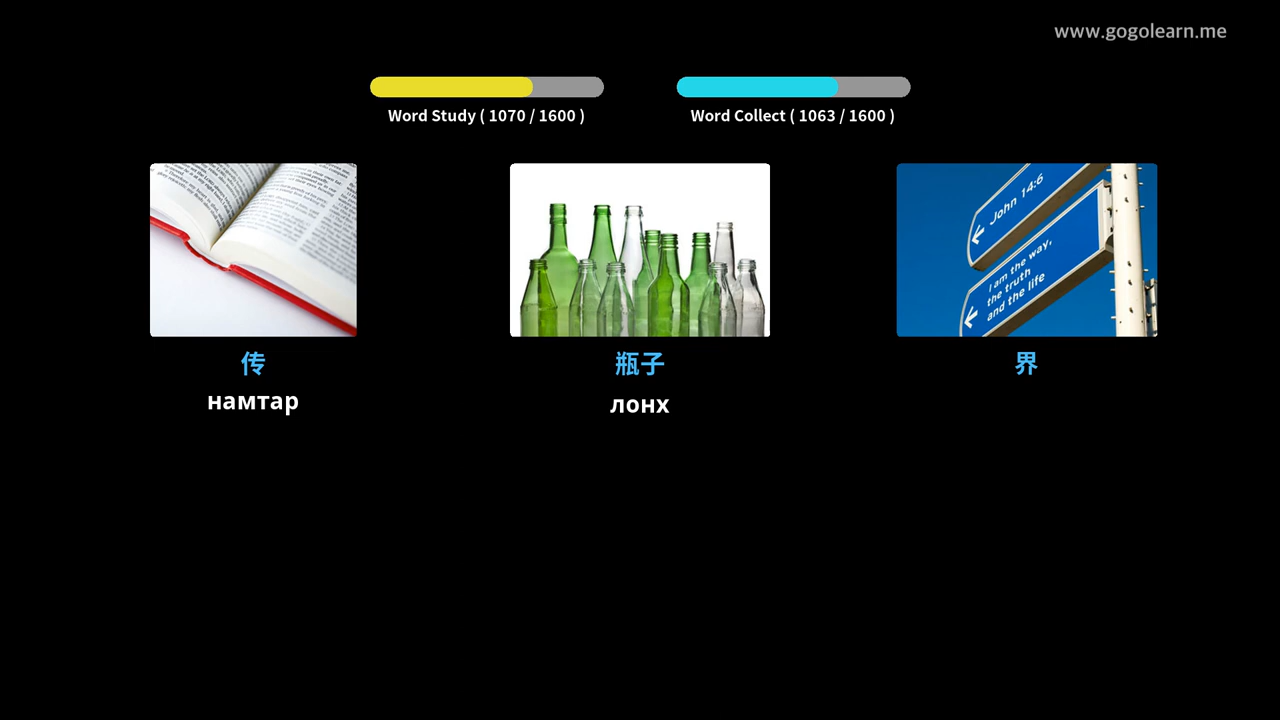 www.gogolearn.me
Word Study ( 1070 / 1600 )
Word Collect ( 1063 / 1600 )
John 14:6
I am the way,
the truth
and the life
传
瓶子
界
намтар
лонх